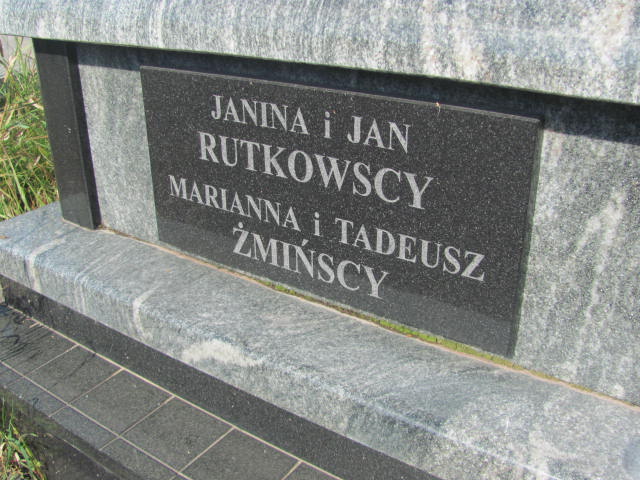 JANINA i JAN
RUTKOWSCY
MARIANNA i TADEUSZ
ŻMIŃSCY